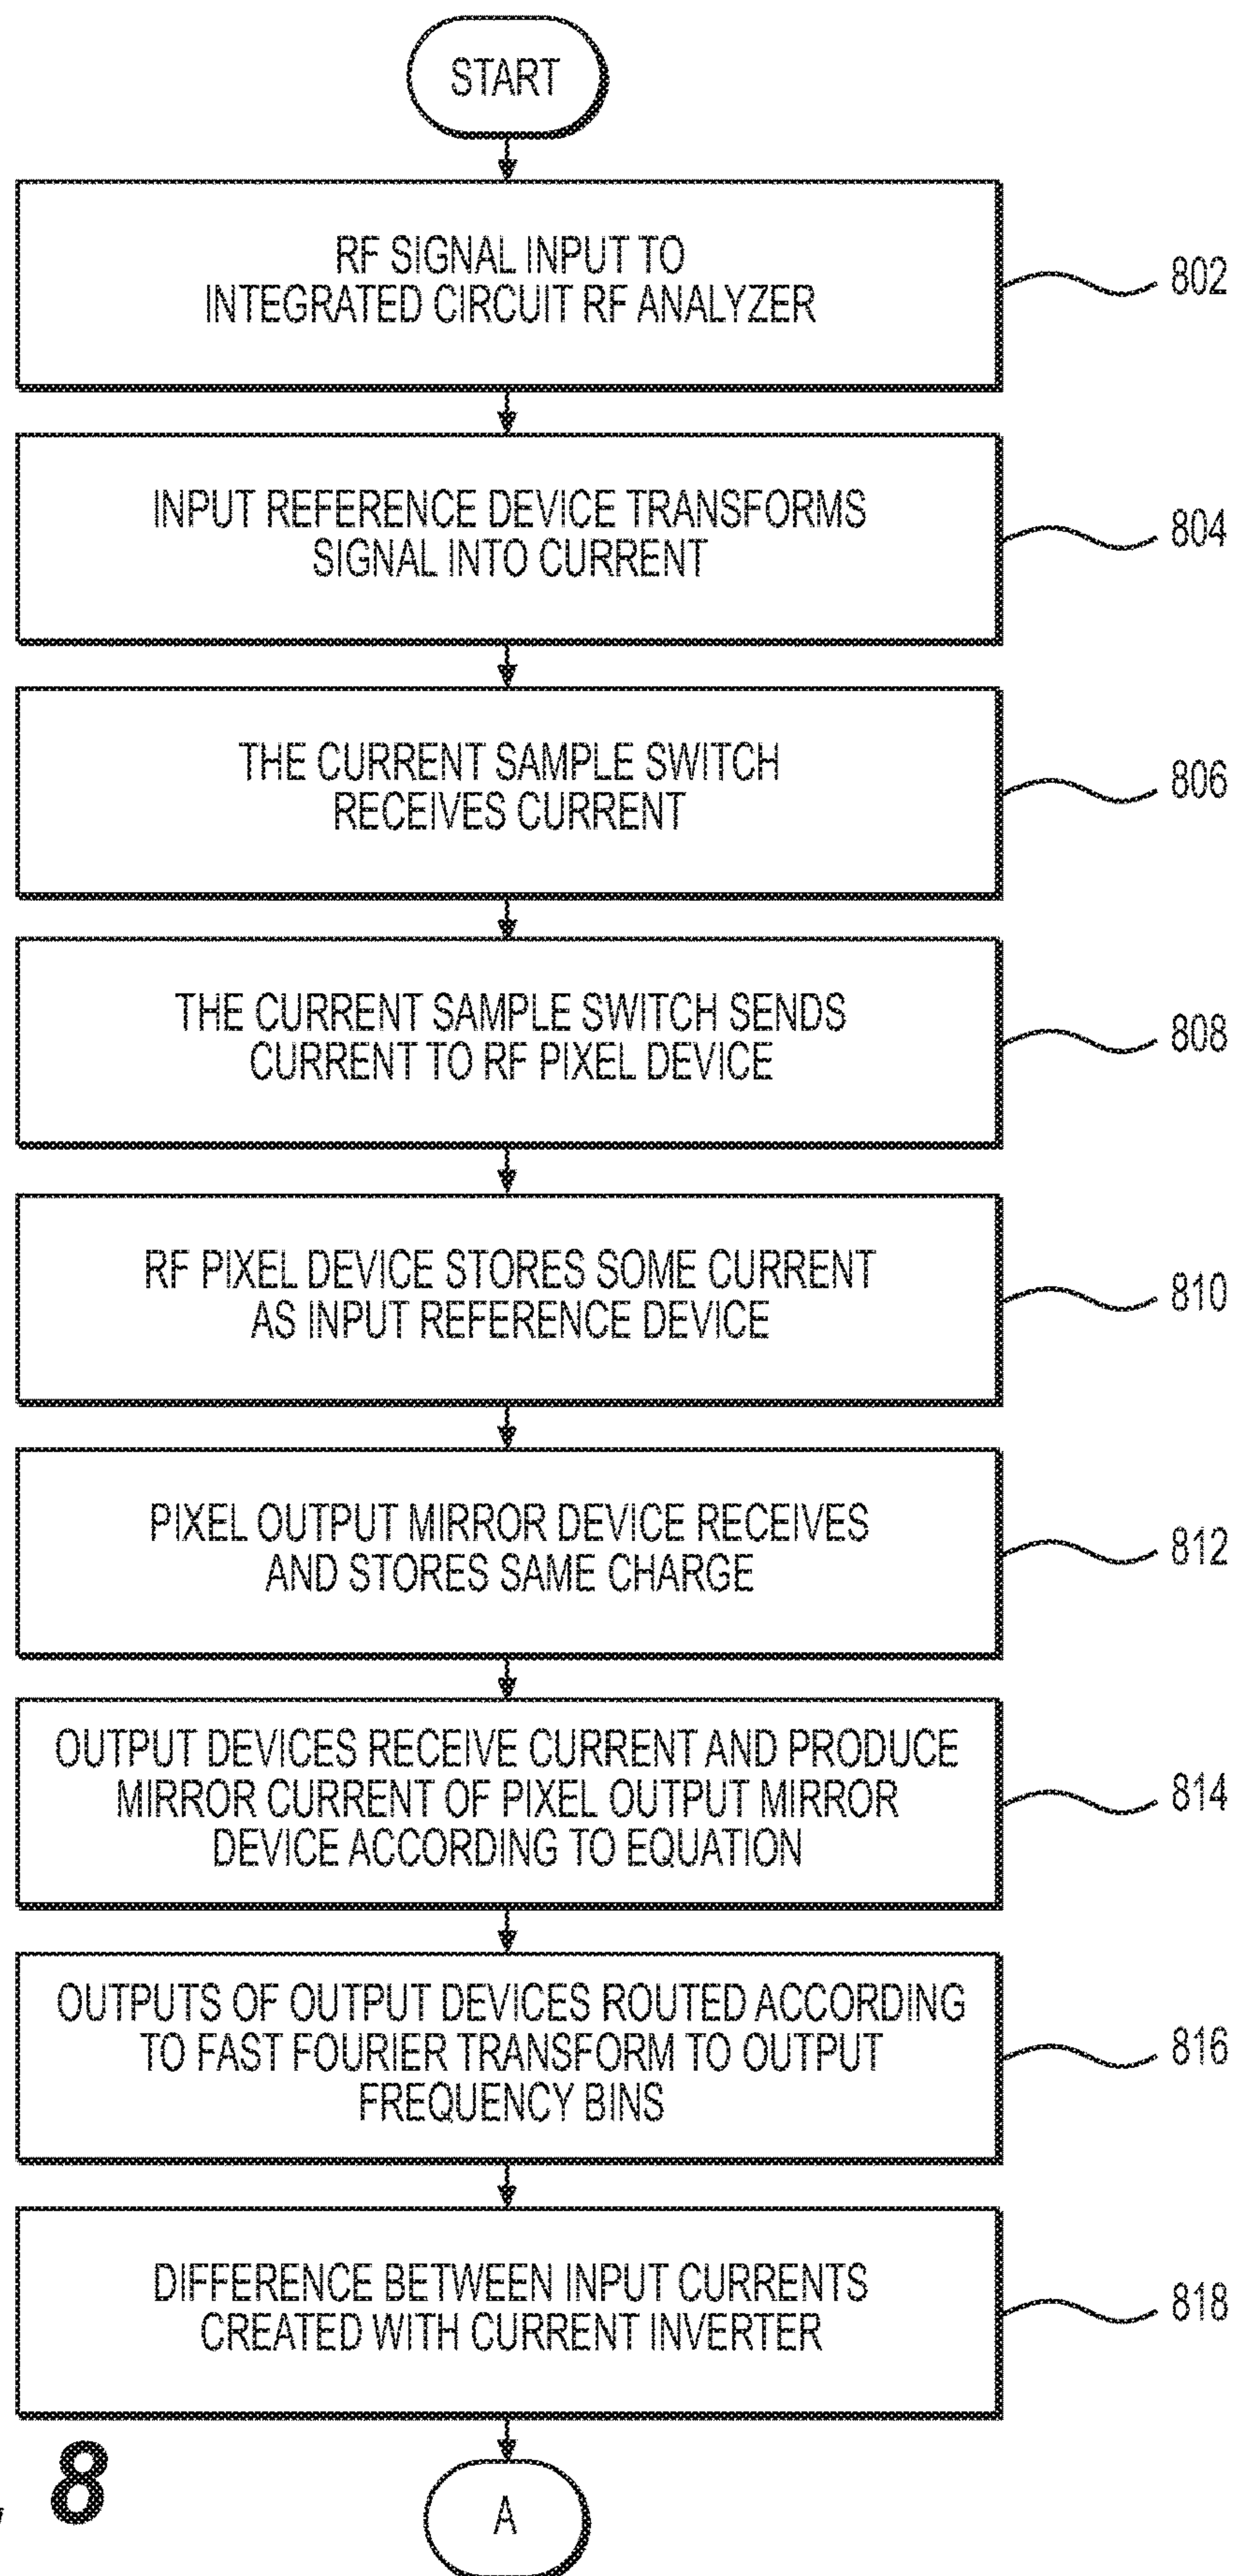 START
RF SIGNAL INPUT TO
INTEGRATED CIRCUIT RF ANALYZER
802
INPUT REFERENCE DEVICE TRANSFORMS
SIGNAL INTO CURRENT
804
THE CURRENT SAMPLE SWITCH
RECEIVES CURRENT
806
THE CURRENT SAMPLE SWITCH SENDS
CURRENT TO RF PIXEL DEVICE
808
RF PIXEL DEVICE STORES SOME CURRENT
AS INPUT REFERENCE DEVICE
810
PIXEL OUTPUT MIRROR DEVICE RECEIVES
AND STORES SAME CHARGE
812
OUTPUT DEVICES RECEIVE CURRENT AND PRODUCE
MIRROR CURRENT OF PIXEL OUTPUT MIRROR
DEVICE ACCORDING TO EQUATION
814
OUTPUTS OF OUTPUT DEVICES ROUTED ACCORDING
TO FAST FOURIER TRANSFORM TO OUTPUT
FREQUENCY BINS
816
DIFFERENCE BETWEEN INPUT CURRENTS
CREATED WITH CURRENT INVERTER
818
8
A